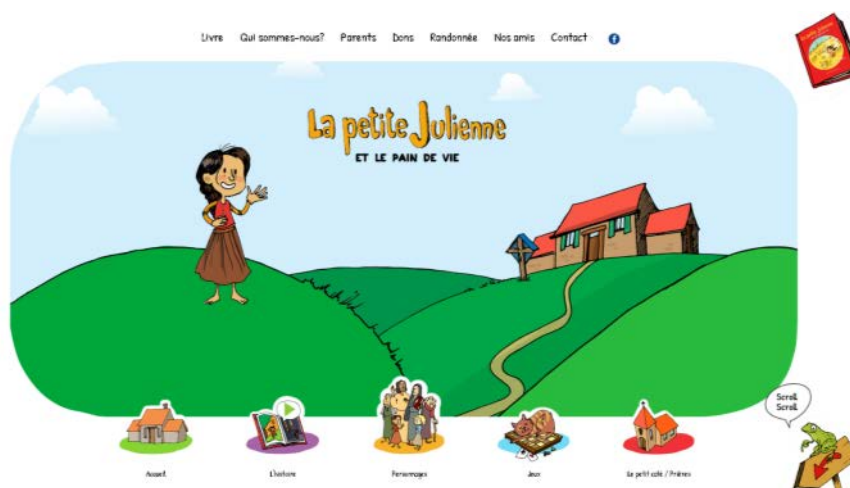 Livre Qui sommes-nous? Parents Dons Randonnée Nos amis Contact
La petite Julienne
ET LE PAIN DE VIE
Scroll
Scroll
Accueil L'histoire Personnages Jeux Le petit caté / Prières